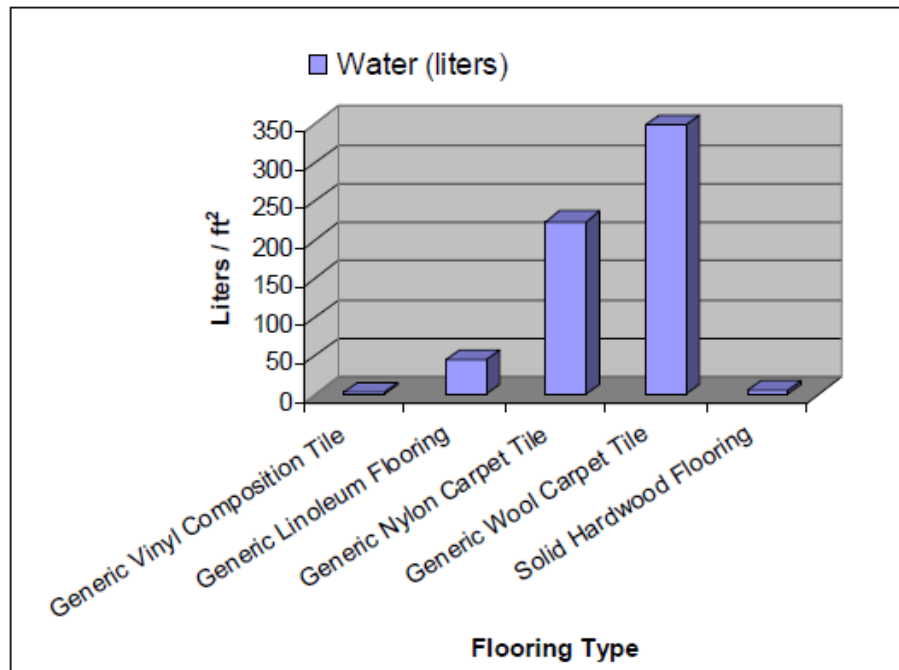 Water (liters)
350
300
250
200
150
100
50
0
Liters / ft²
Generic Vinyl Composition Tile
Generic Linoleum Flooring
Generic Nylon Carpet Tile
Generic Wool Carpet Tile
Solid Hardwood Flooring
Flooring Type